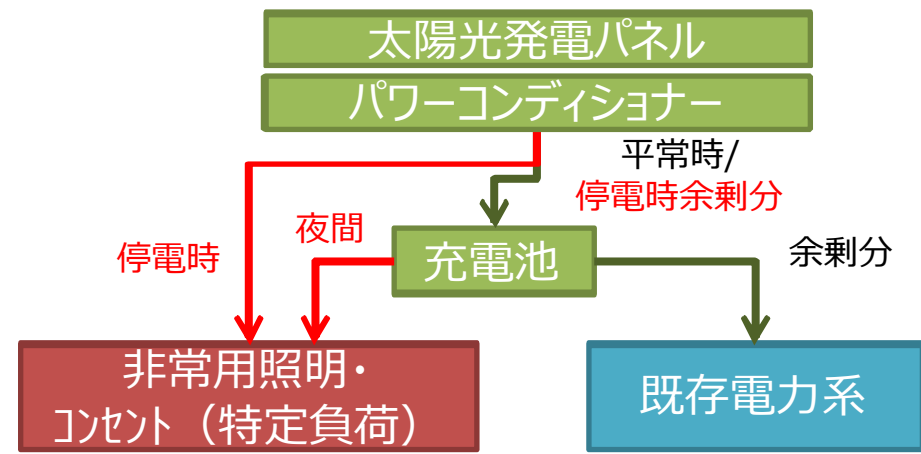 太陽光発電パネル
パワーコンディショナー
平常時/
停電時余剰分
停電時
夜間
充電池
余剰分
非常用照明・
コンセント（特定負荷）
既存電力系